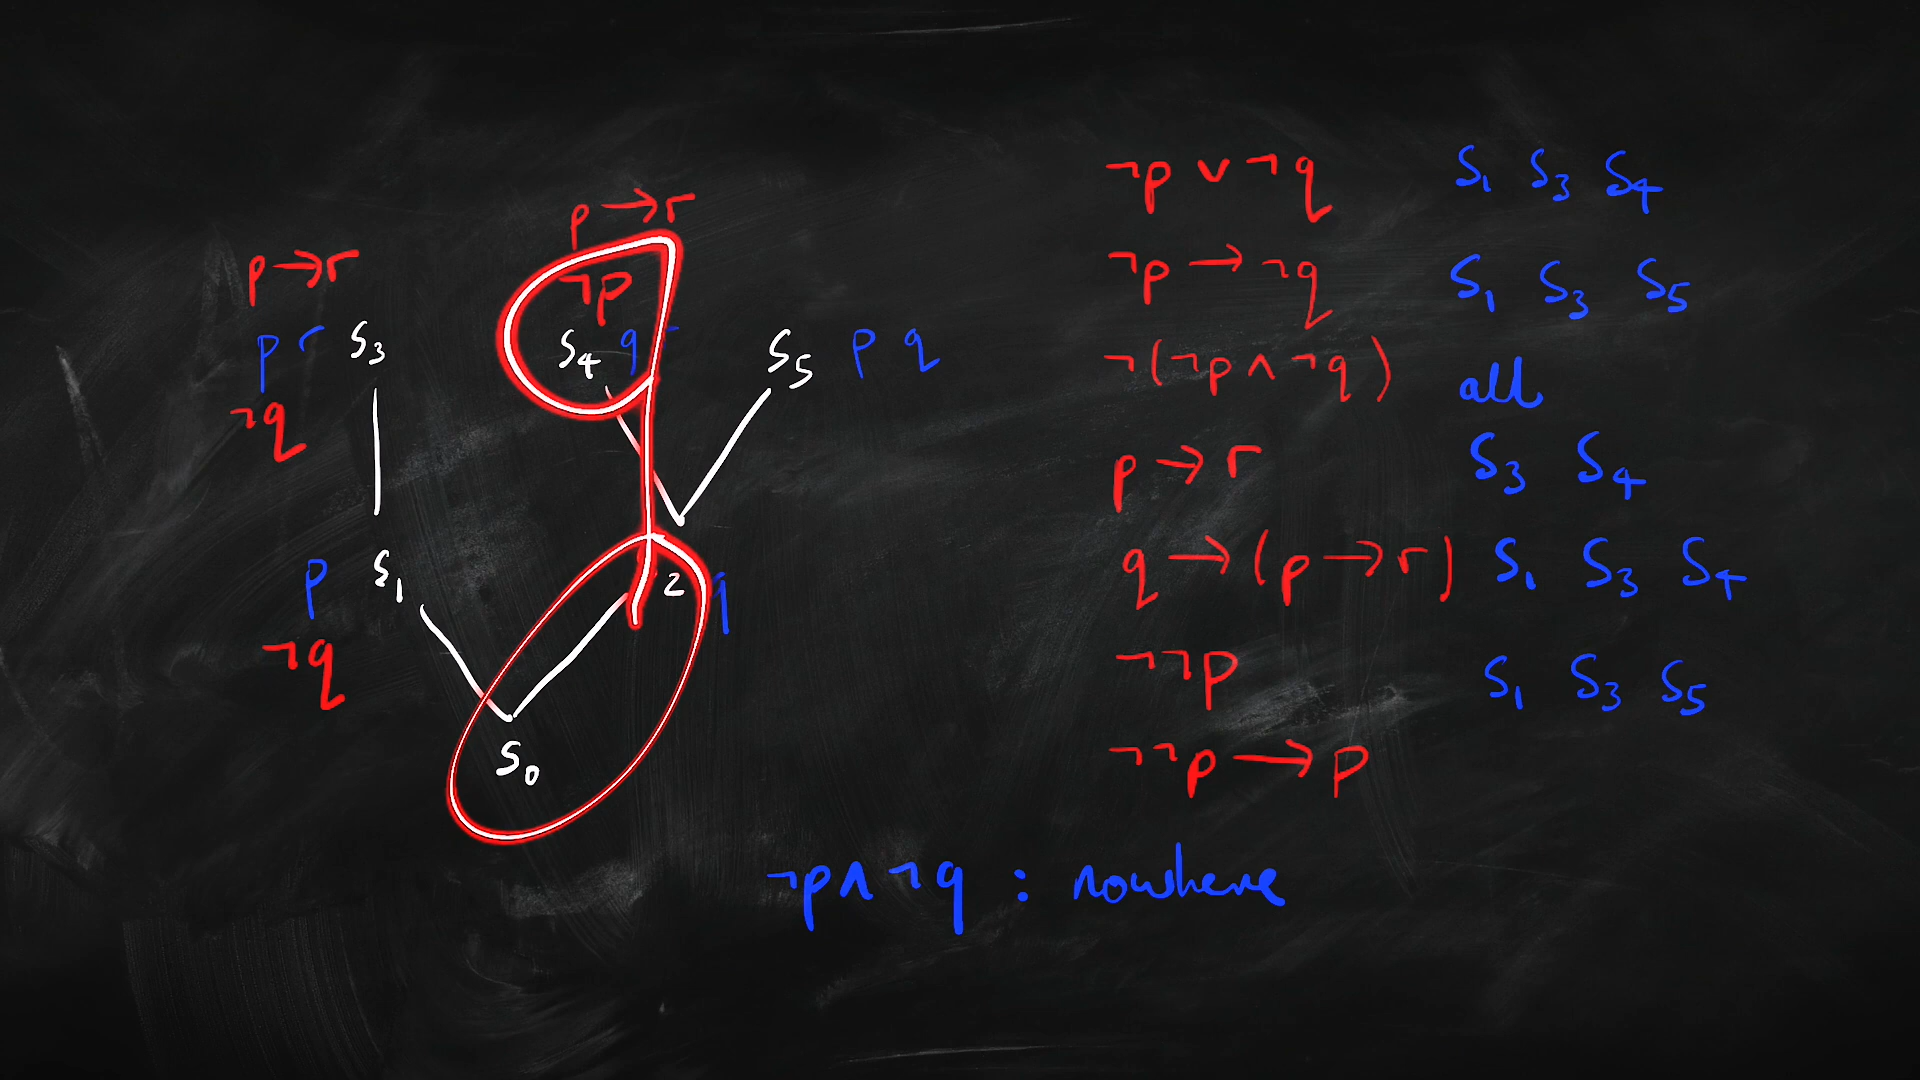 p → r
p → r
¬p
p r S3
S4 q r
S5 p q
¬q
p S1
2 q
¬q
S0
¬p ∨ ¬q S1 S3 S4
¬p → ¬q S1 S3 S5
¬(¬p ∧ ¬q) all
p → r S3 S4
q → (p → r) S1 S3 S4
¬¬p S1 S3 S5
¬¬p → p
¬p ∧ ¬q : nowhere